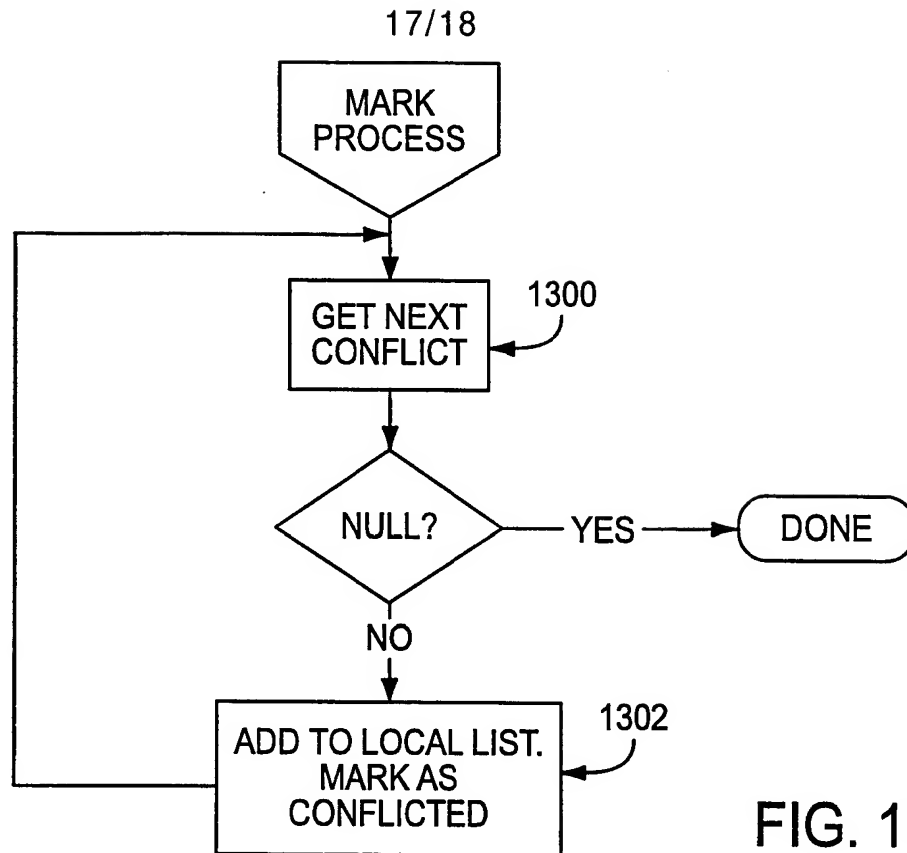 17/18
MARK
PROCESS
GET NEXT
CONFLICT
1300
NULL?
YES
DONE
NO
ADD TO LOCAL LIST.
MARK AS
CONFLICTED
1302
FIG. 1